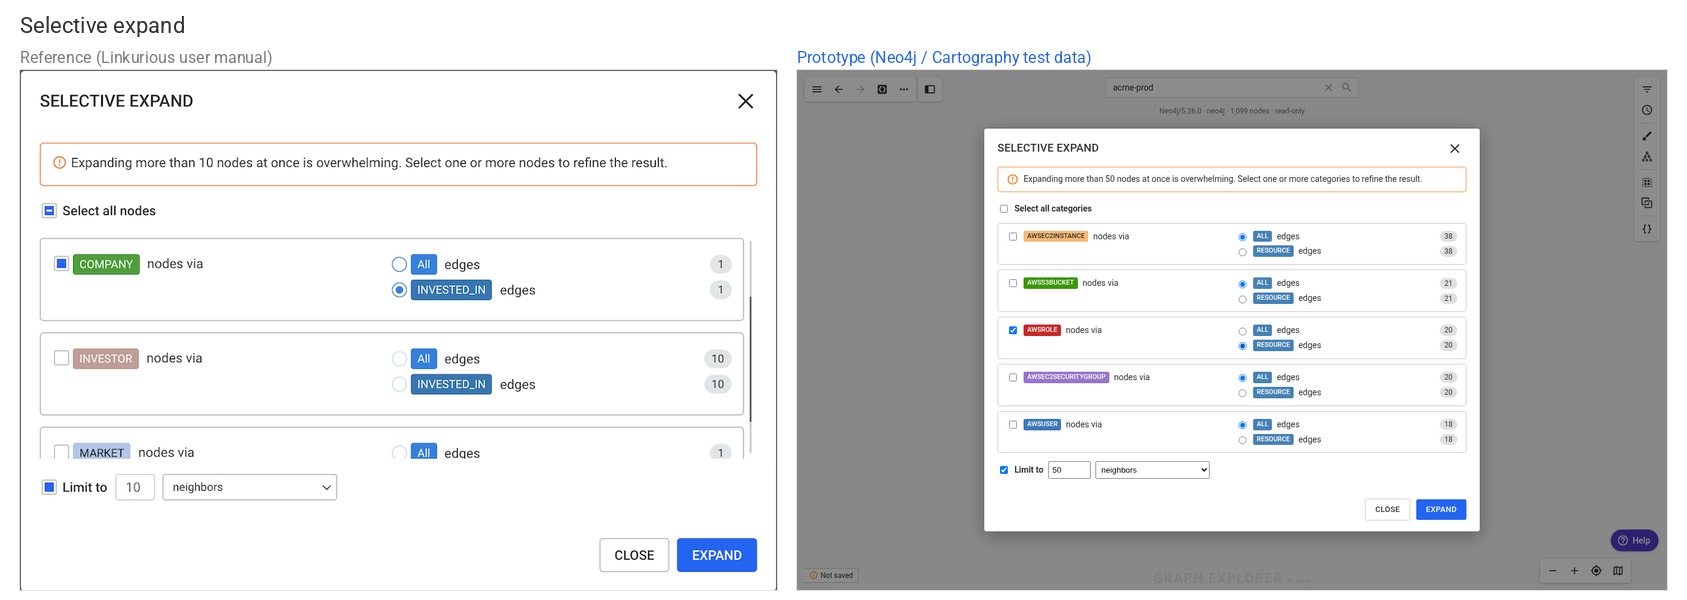 Selective expand
Reference (Linkurious user manual)
SELECTIVE EXPAND
Expanding more than 10 nodes at once is overwhelming. Select one or more nodes to refine the result.
Select all nodes
COMPANY nodes via All edges 1
INVESTED_IN edges 1
INVESTOR nodes via All edges 10
INVESTED_IN edges 10
MARKET nodes via All edges 1
Limit to 10 neighbors
CLOSE EXPAND
Prototype (Neo4j / Cartography test data)
acme-prod
Neo4j/5.26.0 · neo4j · 1,099 nodes · read-only
SELECTIVE EXPAND
Expanding more than 50 nodes at once is overwhelming. Select one or more categories to refine the result.
Select all categories
AWSEC2INSTANCE nodes via ALL edges 38
RESOURCE edges 38
AWSS3BUCKET nodes via ALL edges 21
RESOURCE edges 21
AWSROLE nodes via ALL edges 20
RESOURCE edges 20
AWSEC2SECURITYGROUP nodes via ALL edges 20
RESOURCE edges 20
AWSUSER nodes via ALL edges 18
RESOURCE edges 18
Limit to 50 neighbors
CLOSE EXPAND
Help
Not saved
GRAPH EXPLORER